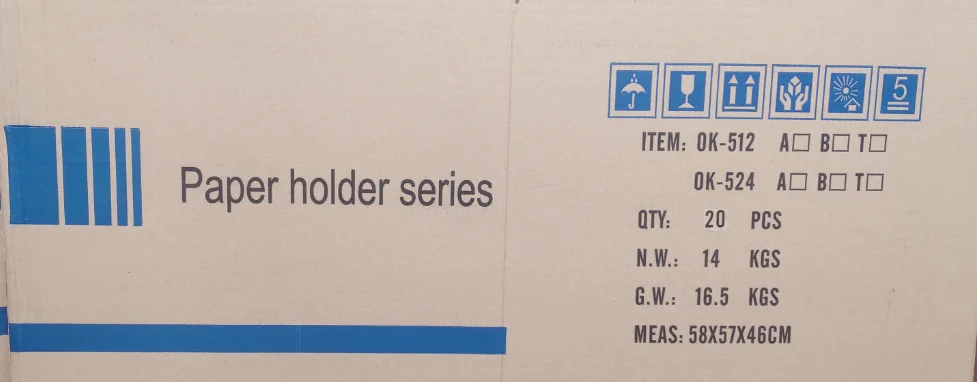 Paper holder series
5
ITEM: OK-512 A□ B□ T□
OK-524 A□ B□ T□
QTY: 20 PCS
N.W.: 14 KGS
G.W.: 16.5 KGS
MEAS: 58X57X46CM